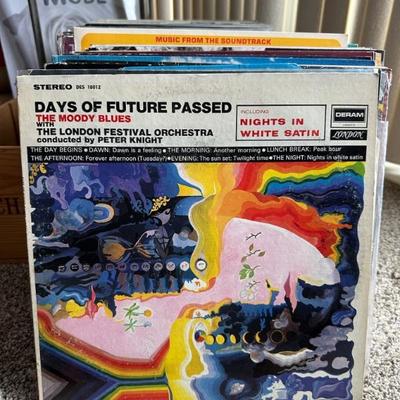 MODE
MUSIC FROM THE SOUNDTRACK
STEREO DES 18012
DAYS OF FUTURE PASSED
THE MOODY BLUES
WITH
THE LONDON FESTIVAL ORCHESTRA
conducted by PETER KNIGHT
INCLUDING
NIGHTS IN
WHITE SATIN
DERAM
LONDON
THE DAY BEGINS • DAWN: Dawn is a feeling • THE MORNING: Another morning • LUNCH BREAK: Peak hour
THE AFTERNOON: Forever afternoon (Tuesday?) • EVENING: The sun set: Twilight time • THE NIGHT: Nights in white satin